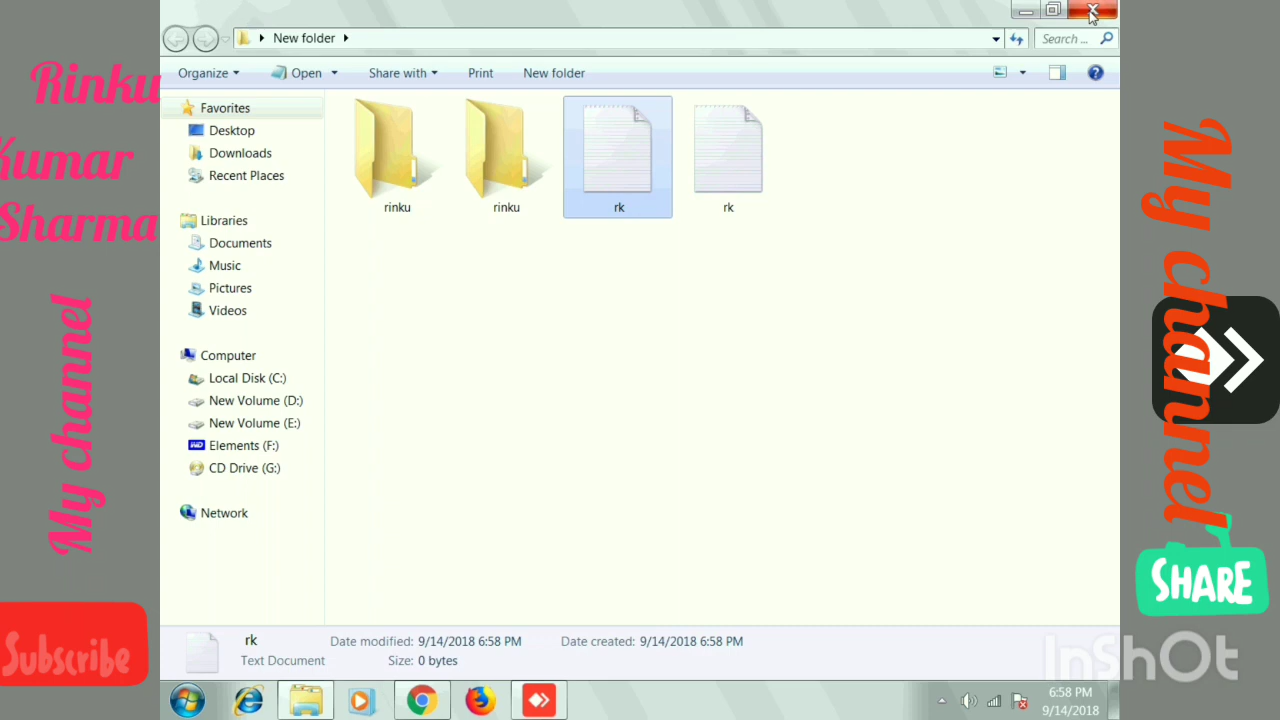 Rinku
Kumar
Sharma
My channel
Subscribe
New folder
Search ...
Organize
Open
Share with
Print
New folder
Favorites
Desktop
Downloads
Recent Places
Libraries
Documents
Music
Pictures
Videos
Computer
Local Disk (C:)
New Volume (D:)
New Volume (E:)
WD
Elements (F:)
CD Drive (G:)
Network
rinku
rinku
rk
rk
rk
Text Document
Date modified: 9/14/2018 6:58 PM
Date created: 9/14/2018 6:58 PM
Size: 0 bytes
6:58 PM
9/14/2018
My channel
SHARE
InShOt